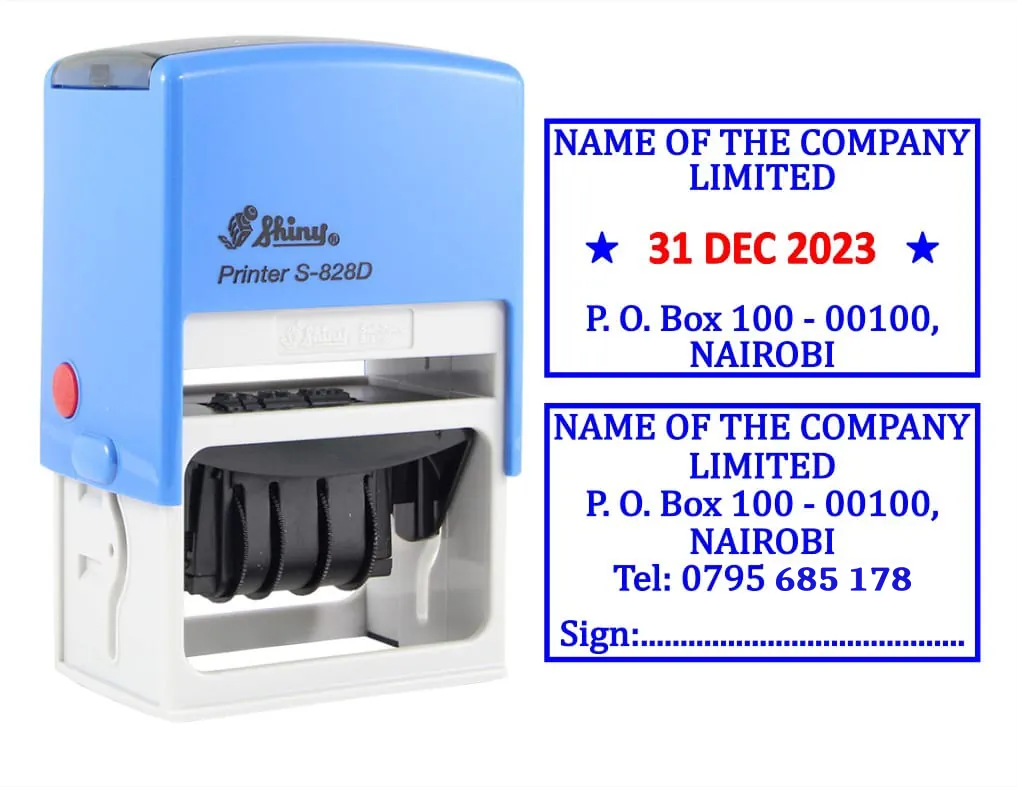 Shiny®
Printer S-828D
Shiny
NAME OF THE COMPANY
LIMITED
★ 31 DEC 2023 ★
P. O. Box 100 - 00100,
NAIROBI
NAME OF THE COMPANY
LIMITED
P. O. Box 100 - 00100,
NAIROBI
Tel: 0795 685 178
Sign:.........................................